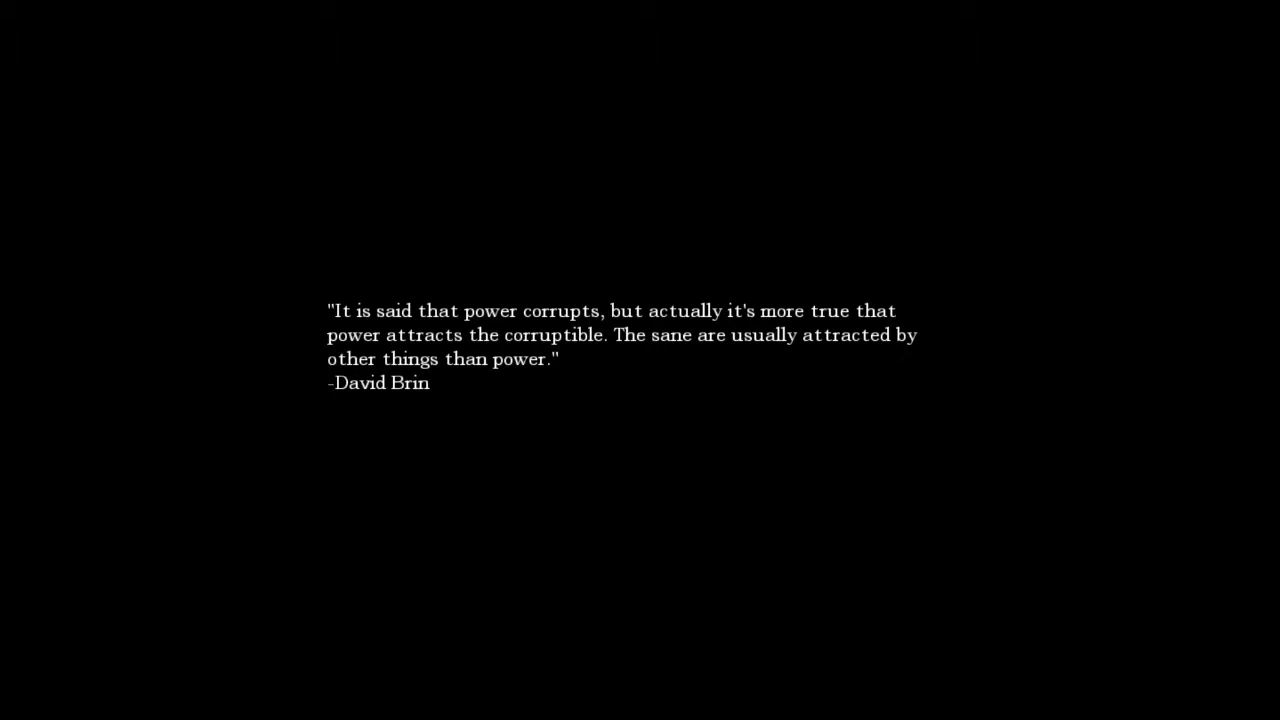 "It is said that power corrupts, but actually it's more true that
power attracts the corruptible. The sane are usually attracted by
other things than power."
-David Brin